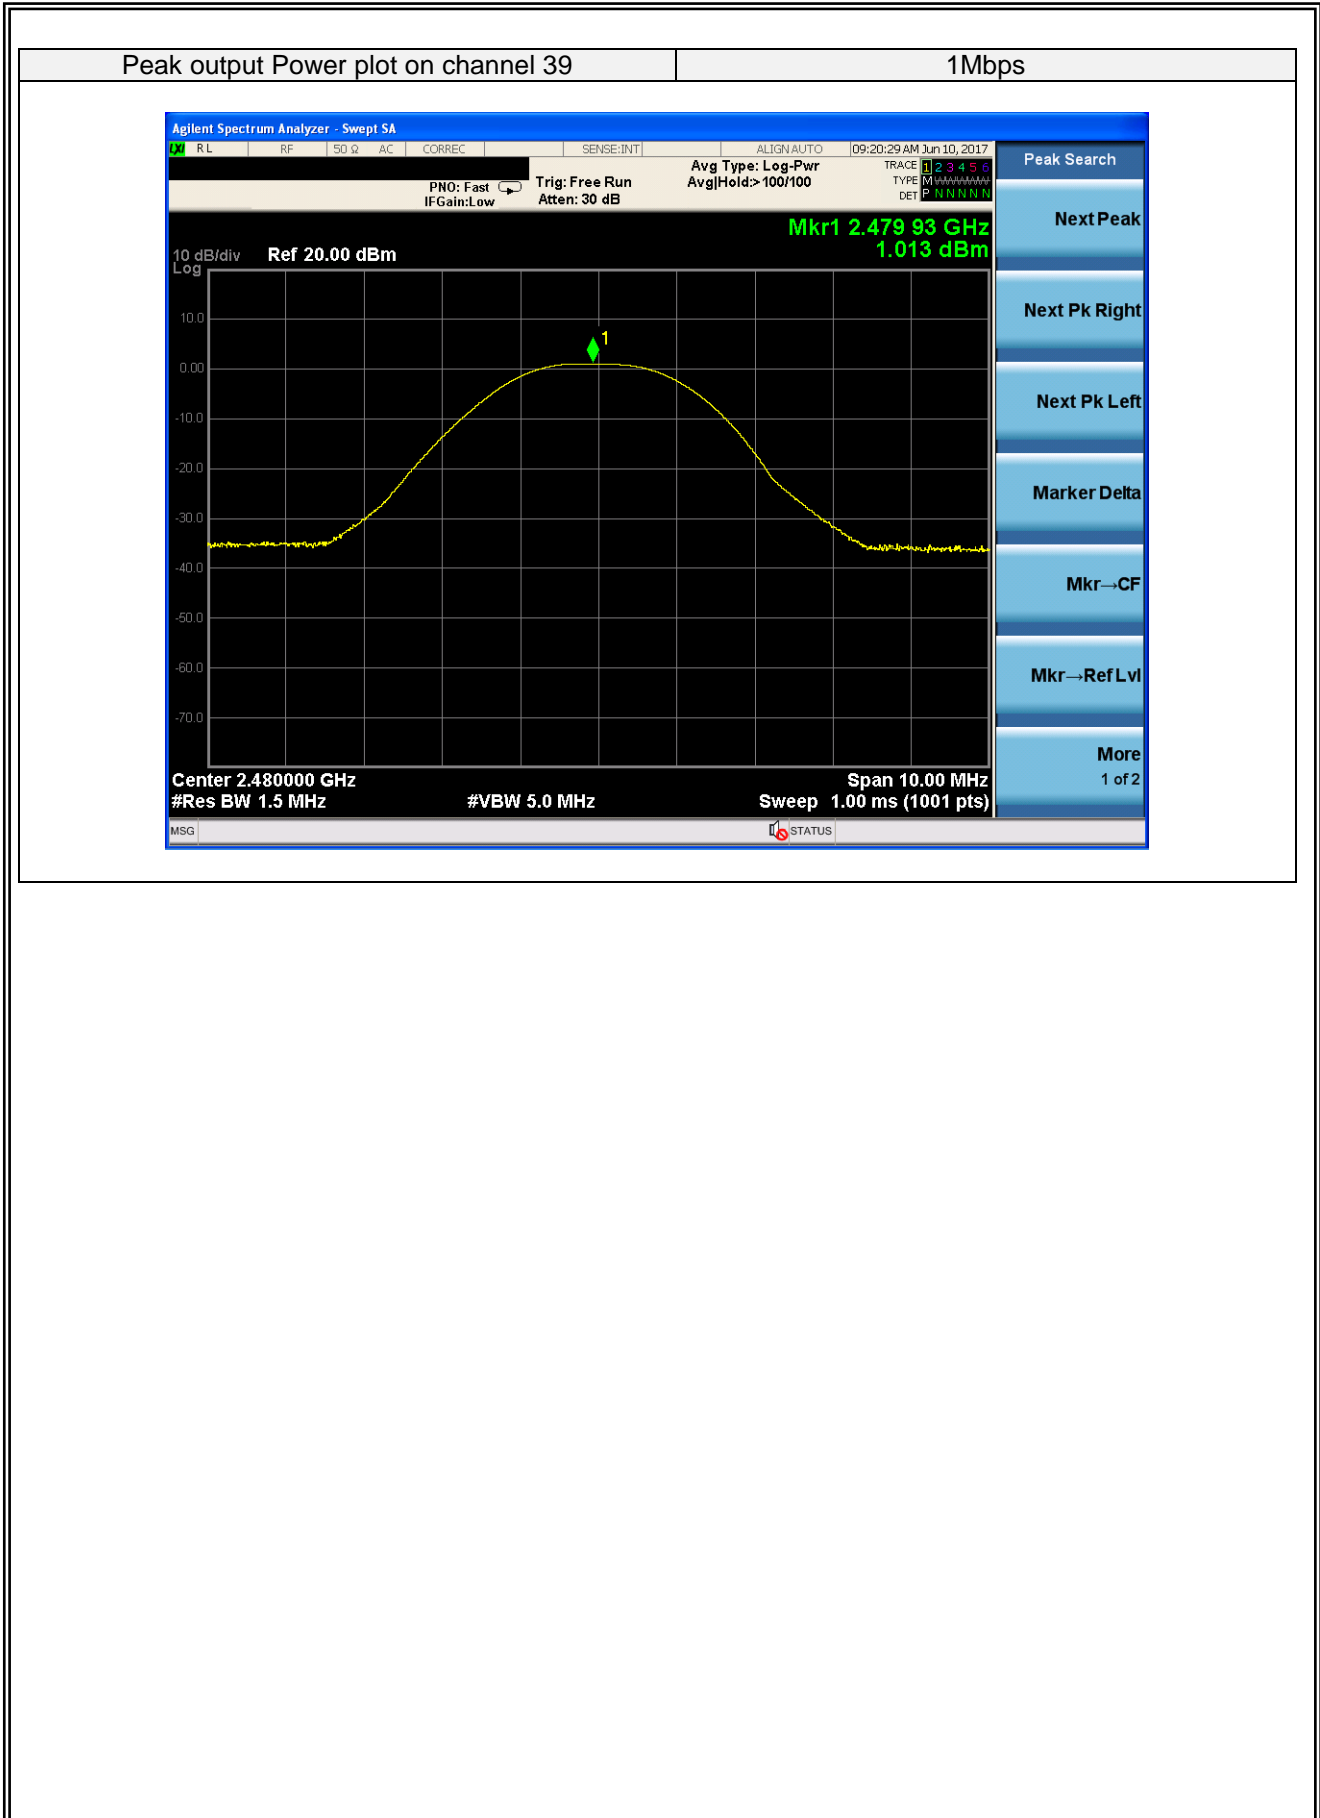 Peak output Power plot on channel 39 1Mbps
Agilent Spectrum Analyzer - Swept SA
LXI RL RF 50 Ω AC CORREC SENSE:INT ALIGN AUTO 09:20:29 AM Jun 10, 2017
PNO: Fast
IFGain:Low
Trig: Free Run
Atten: 30 dB
Avg Type: Log-Pwr
Avg|Hold:> 100/100
TRACE 1 2 3 4 5 6
TYPE M
DET P N N N N N
Mkr1 2.479 93 GHz
1.013 dBm
10 dB/div Ref 20.00 dBm
Log
10.0
0.00
-10.0
-20.0
-30.0
-40.0
-50.0
-60.0
-70.0
1
Center 2.480000 GHz Span 10.00 MHz
#Res BW 1.5 MHz #VBW 5.0 MHz Sweep 1.00 ms (1001 pts)
MSG STATUS
Peak Search
Next Peak
Next Pk Right
Next Pk Left
Marker Delta
Mkr→CF
Mkr→Ref Lvl
More
1 of 2